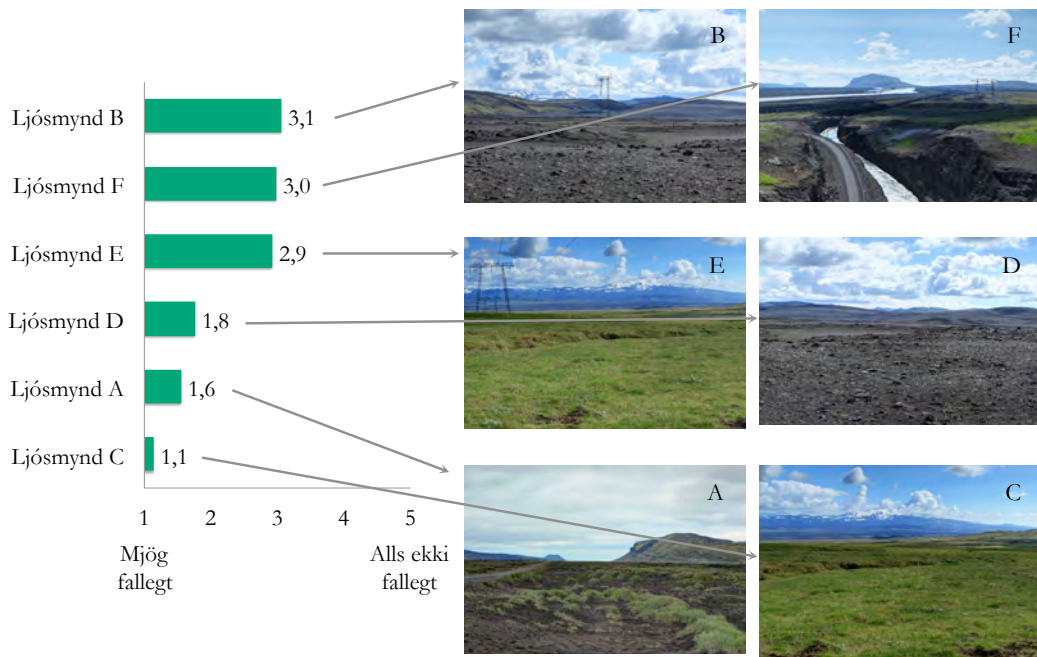 Ljósmynd B
3,1
Ljósmynd F
3,0
Ljósmynd E
2,9
Ljósmynd D
1,8
Ljósmynd A
1,6
Ljósmynd C
1,1
1 2 3 4 5
Mjög
fallegt
Alls ekki
fallegt
B
F
E
D
A
C